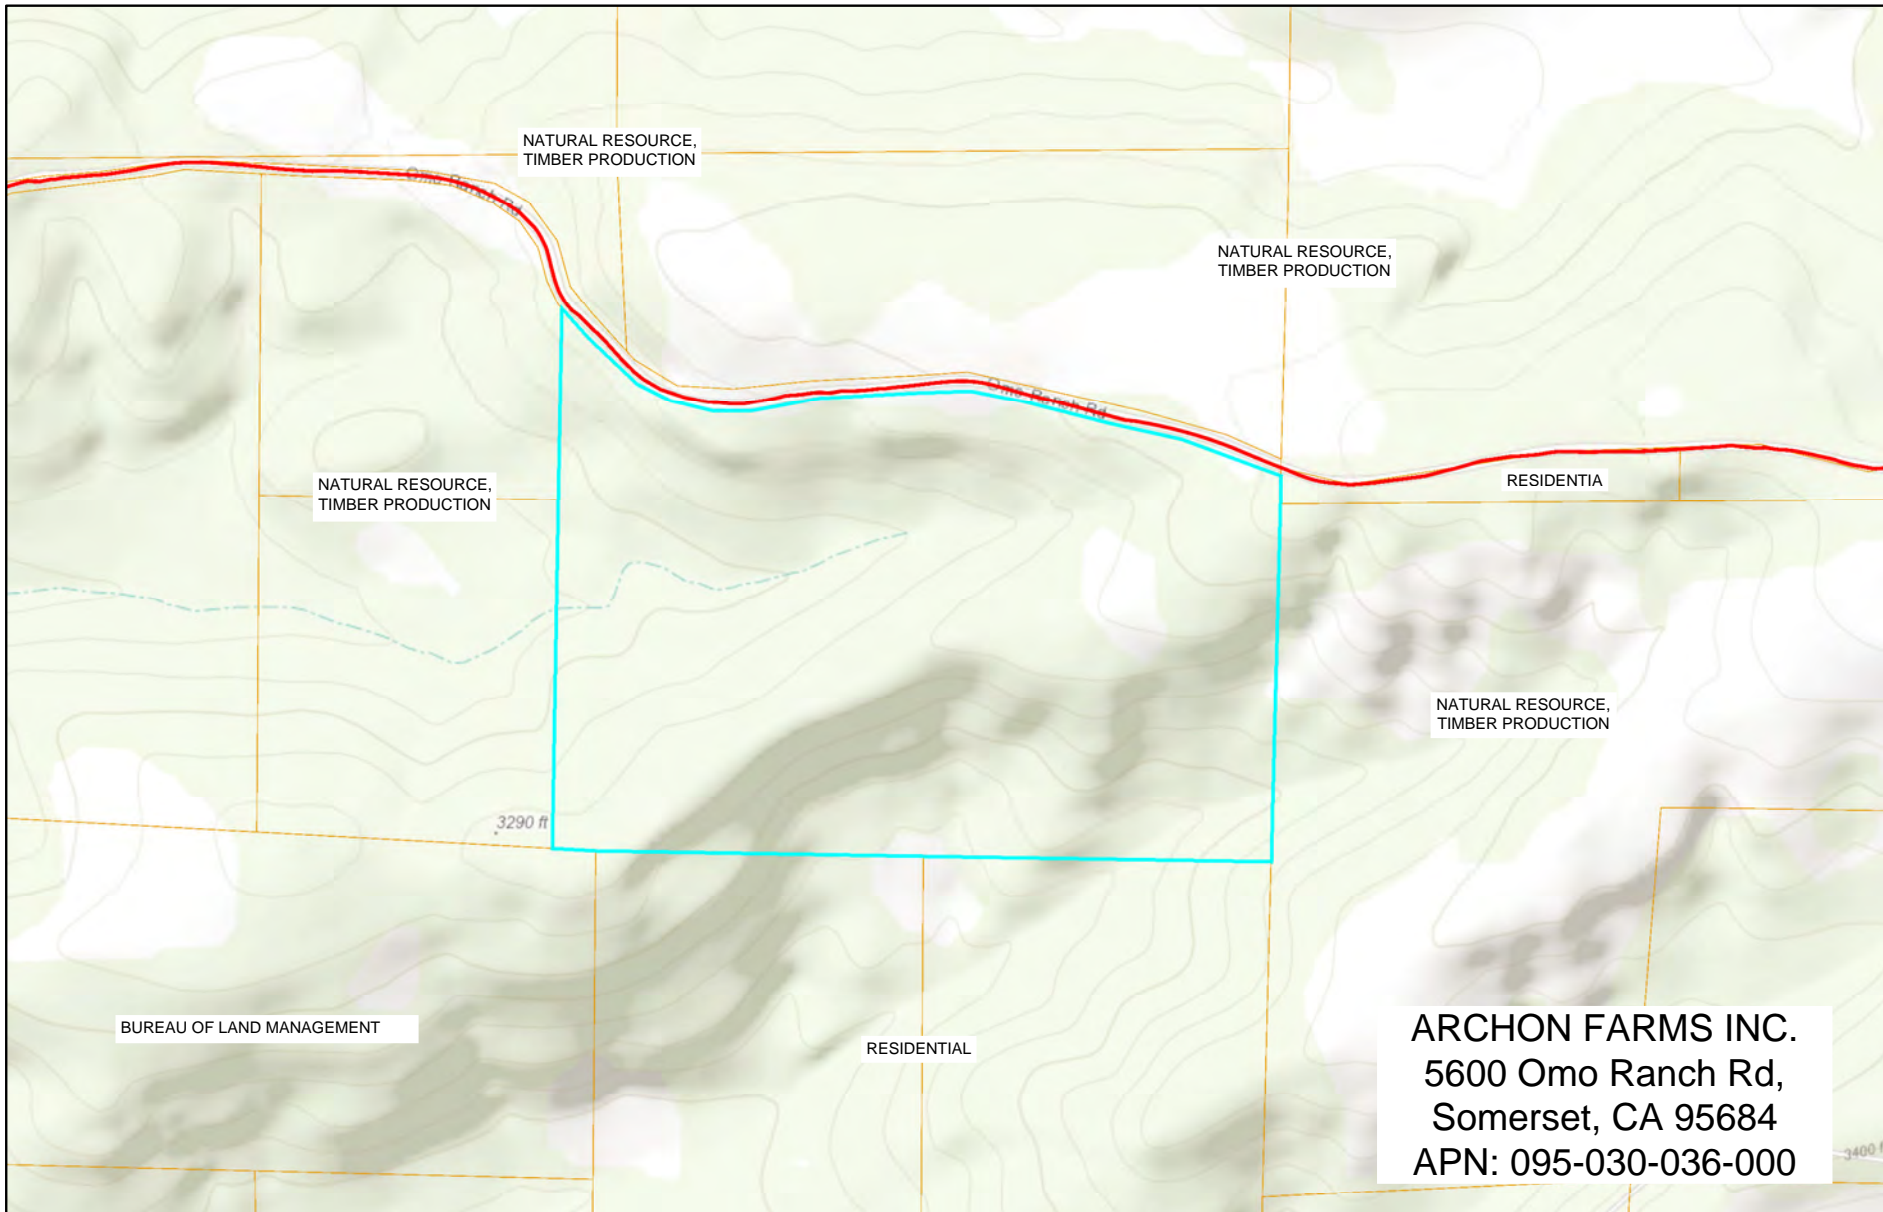 NATURAL RESOURCE,
TIMBER PRODUCTION
Omo Ranch Rd
NATURAL RESOURCE,
TIMBER PRODUCTION
Omo Ranch Rd
NATURAL RESOURCE,
TIMBER PRODUCTION
RESIDENTIA
NATURAL RESOURCE,
TIMBER PRODUCTION
3290 ft
BUREAU OF LAND MANAGEMENT
RESIDENTIAL
ARCHON FARMS INC.
5600 Omo Ranch Rd,
Somerset, CA 95684
APN: 095-030-036-000
3400 f